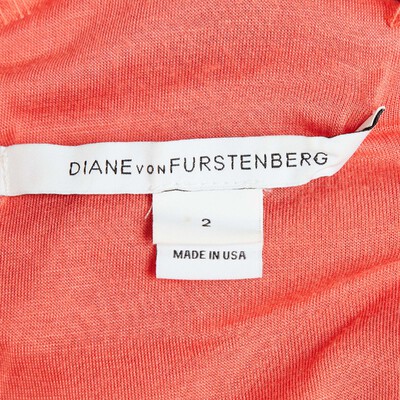 DIANE VON FURSTENBERG
2
MADE IN USA